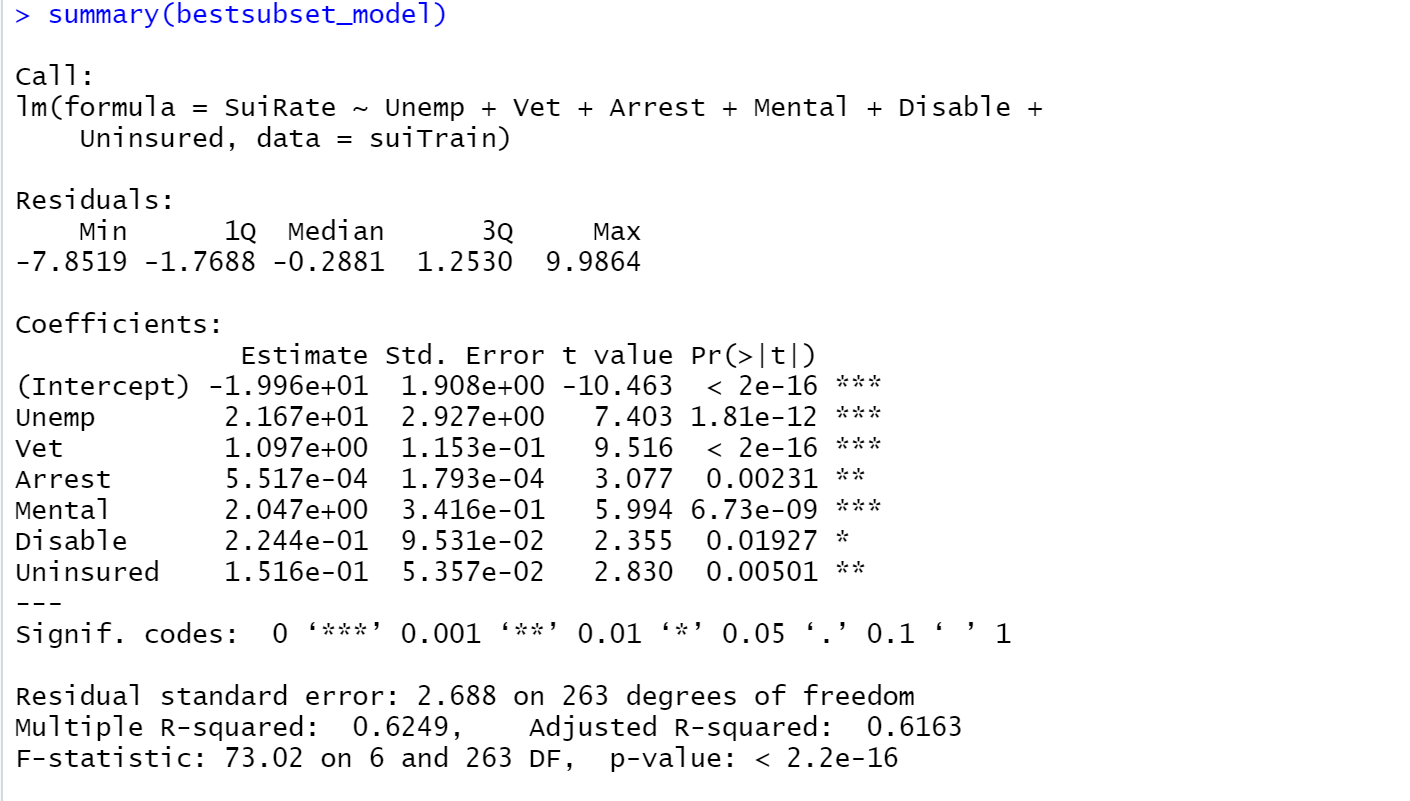 > summary(bestsubset_model)
Call:
lm(formula = SuiRate ~ Unemp + Vet + Arrest + Mental + Disable +
    Uninsured, data = suiTrain)
Residuals:
    Min      1Q  Median      3Q     Max
-7.8519 -1.7688 -0.2881  1.2530  9.9864
Coefficients:
              Estimate Std. Error t value Pr(>|t|)
(Intercept) -1.996e+01  1.908e+00 -10.463  < 2e-16 ***
Unemp        2.167e+01  2.927e+00   7.403 1.81e-12 ***
Vet          1.097e+00  1.153e-01   9.516  < 2e-16 ***
Arrest       5.517e-04  1.793e-04   3.077  0.00231 **
Mental       2.047e+00  3.416e-01   5.994 6.73e-09 ***
Disable      2.244e-01  9.531e-02   2.355  0.01927 *
Uninsured    1.516e-01  5.357e-02   2.830  0.00501 **
---
Signif. codes:  0 ‘***’ 0.001 ‘**’ 0.01 ‘*’ 0.05 ‘.’ 0.1 ‘ ’ 1
Residual standard error: 2.688 on 263 degrees of freedom
Multiple R-squared:  0.6249,    Adjusted R-squared:  0.6163
F-statistic: 73.02 on 6 and 263 DF,  p-value: < 2.2e-16